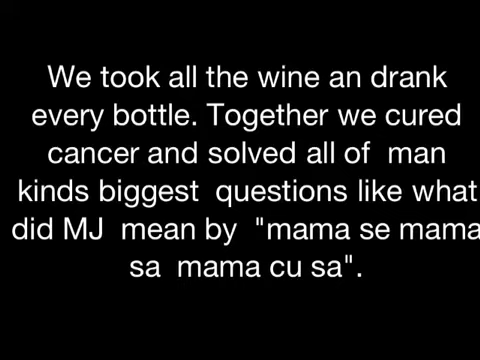 We took all the wine an drank
every bottle. Together we cured
cancer and solved all of  man
kinds biggest  questions like what
did MJ  mean by  "mama se mama
sa  mama cu sa".